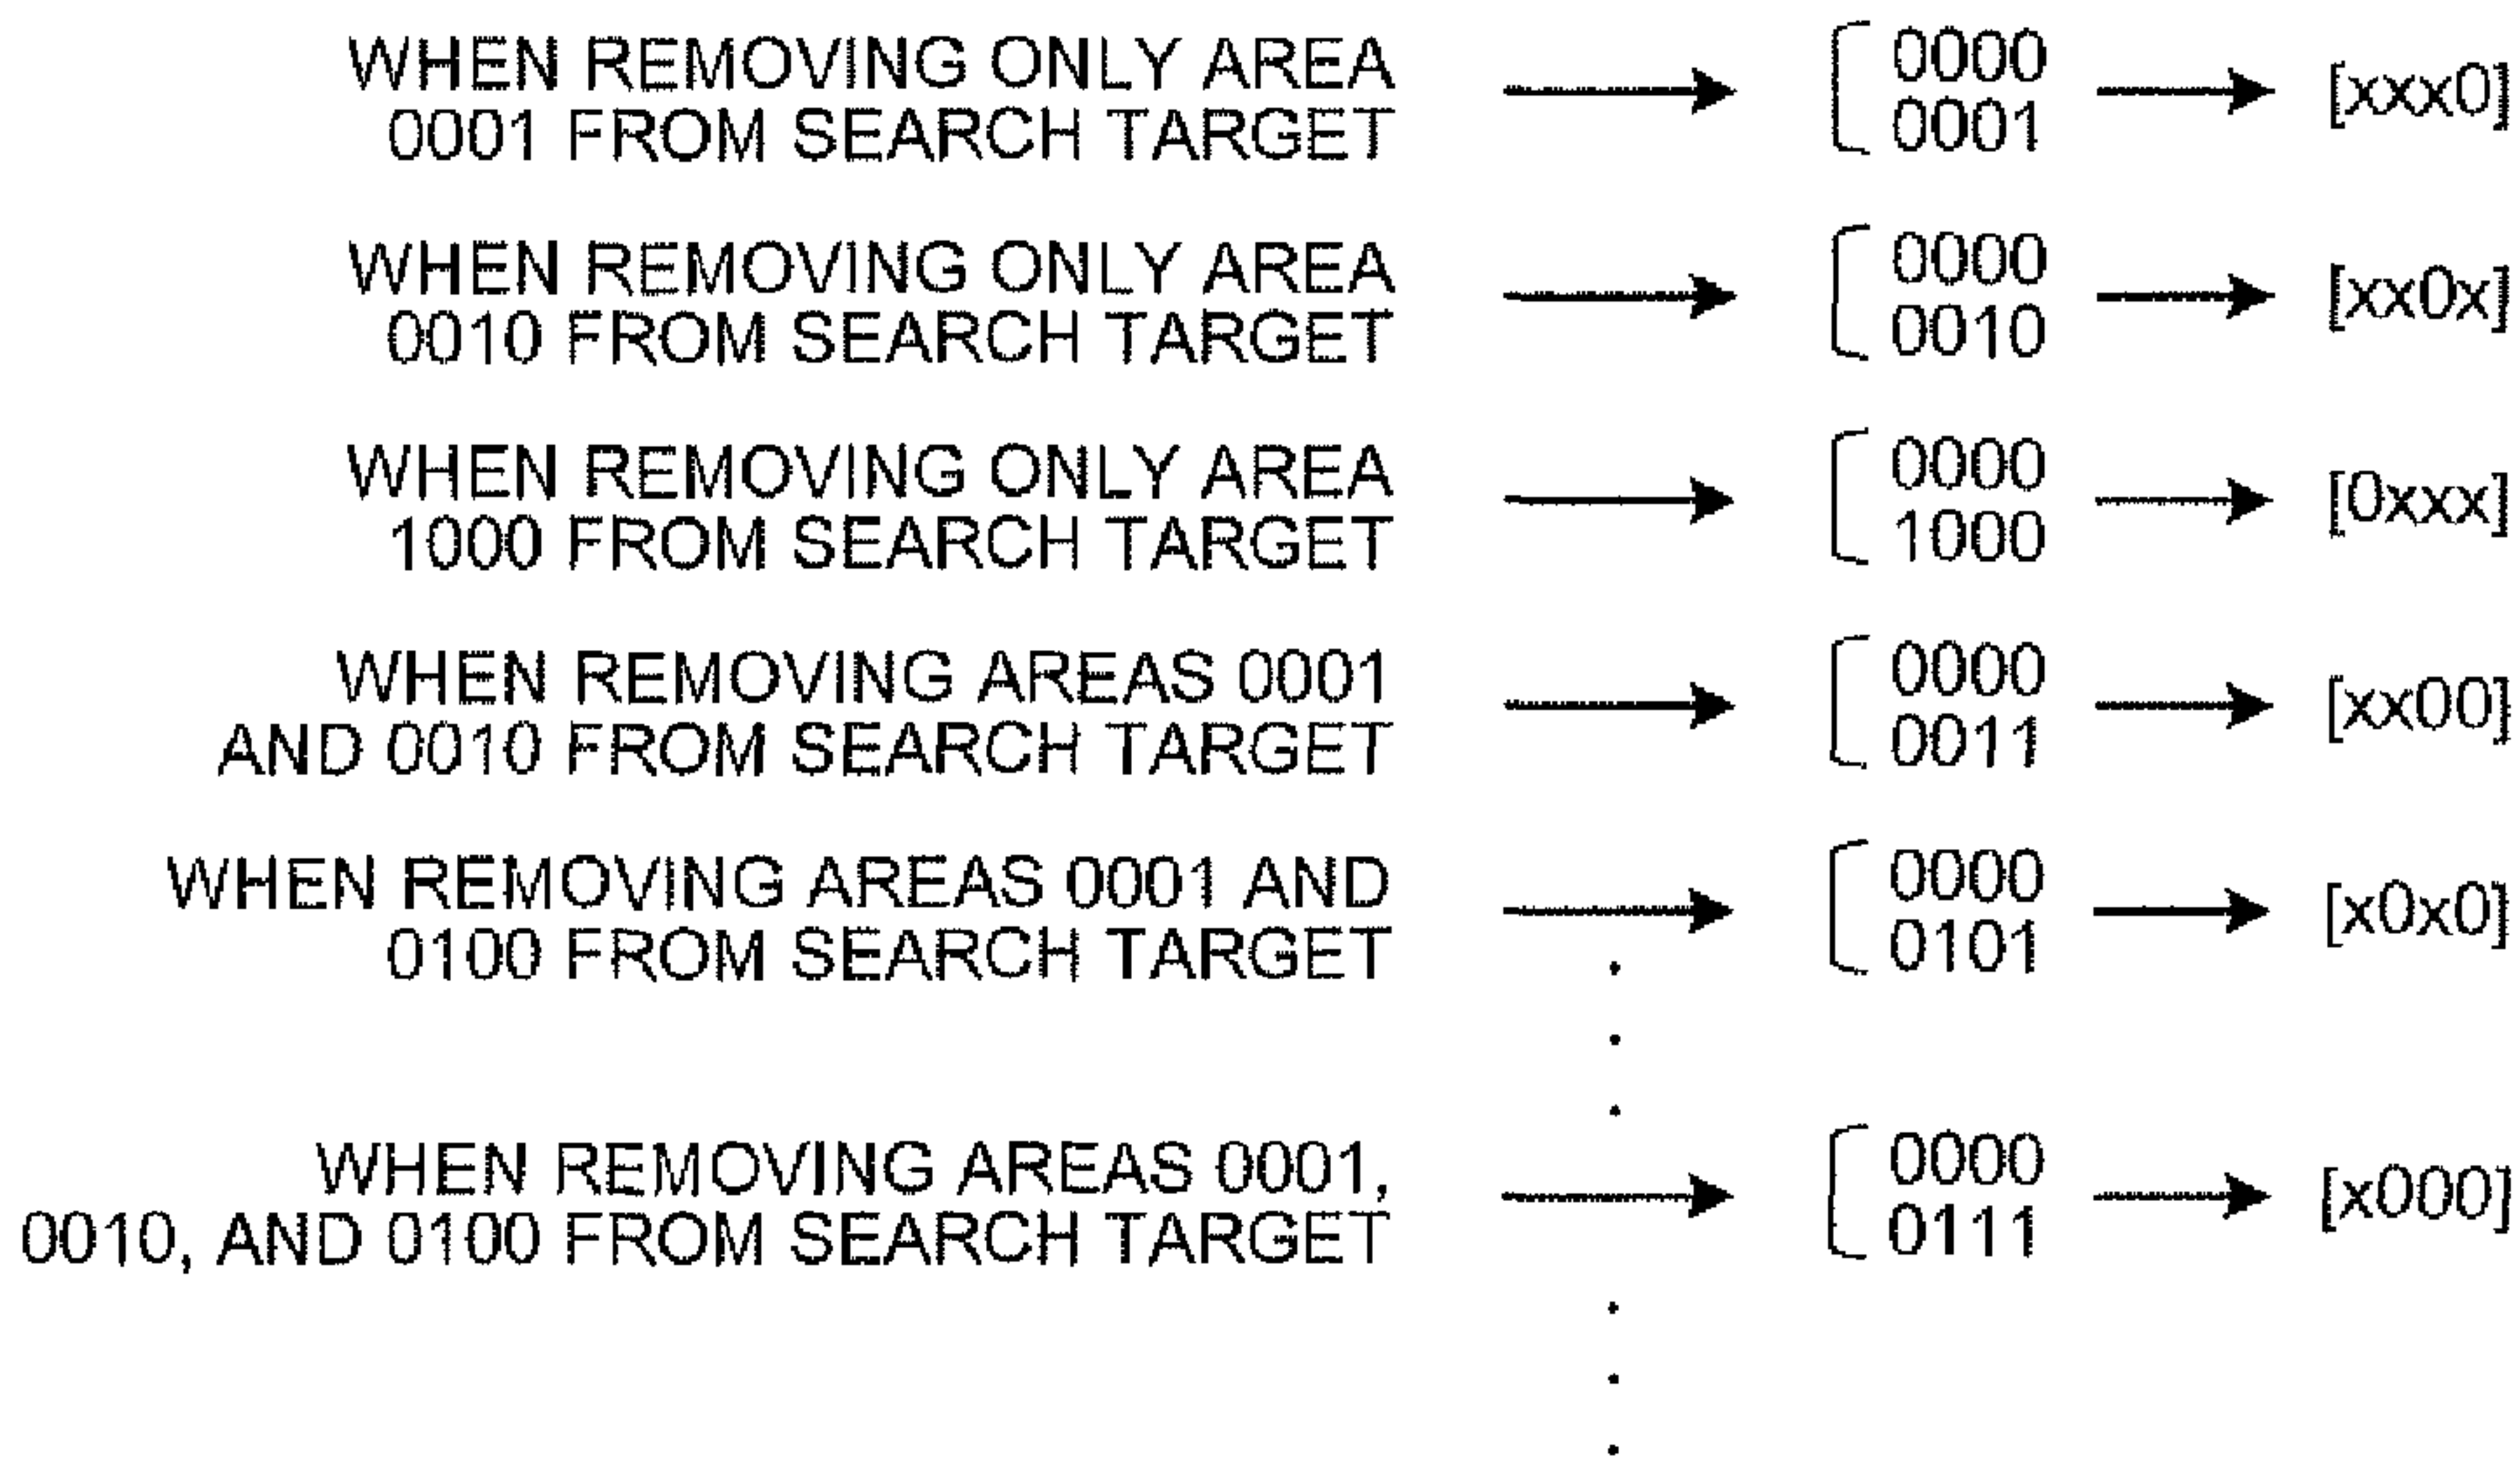 WHEN REMOVING ONLY AREA
0001 FROM SEARCH TARGET
0000
0001
[xxx0]
WHEN REMOVING ONLY AREA
0010 FROM SEARCH TARGET
0000
0010
[xx0x]
WHEN REMOVING ONLY AREA
1000 FROM SEARCH TARGET
0000
1000
[0xxx]
WHEN REMOVING AREAS 0001
AND 0010 FROM SEARCH TARGET
0000
0011
[xx00]
WHEN REMOVING AREAS 0001 AND
0100 FROM SEARCH TARGET
0000
0101
[x0x0]
WHEN REMOVING AREAS 0001,
0010, AND 0100 FROM SEARCH TARGET
0000
0111
[x000]